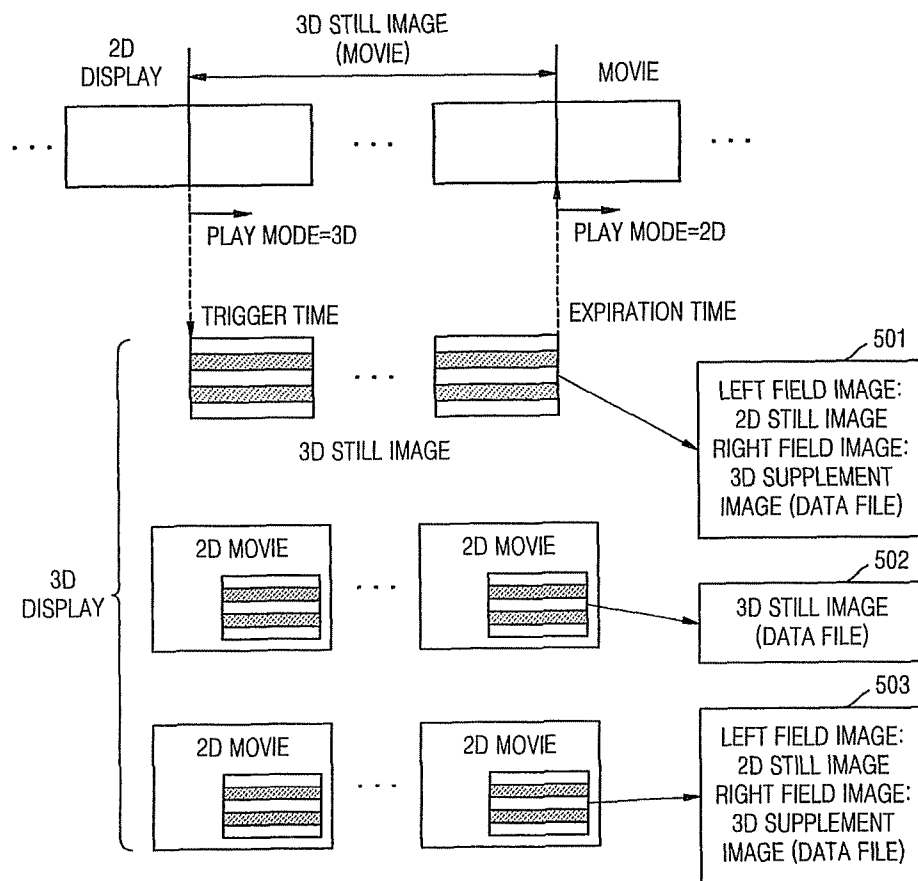 3D STILL IMAGE
(MOVIE)
2D
DISPLAY
MOVIE
...
...
...
PLAY MODE=3D
PLAY MODE=2D
TRIGGER TIME
EXPIRATION TIME
...
3D STILL IMAGE
501
LEFT FIELD IMAGE:
2D STILL IMAGE
RIGHT FIELD IMAGE:
3D SUPPLEMENT
IMAGE (DATA FILE)
3D
DISPLAY
2D MOVIE
...
2D MOVIE
502
3D STILL IMAGE
(DATA FILE)
2D MOVIE
...
2D MOVIE
503
LEFT FIELD IMAGE:
2D STILL IMAGE
RIGHT FIELD IMAGE:
3D SUPPLEMENT
IMAGE (DATA FILE)